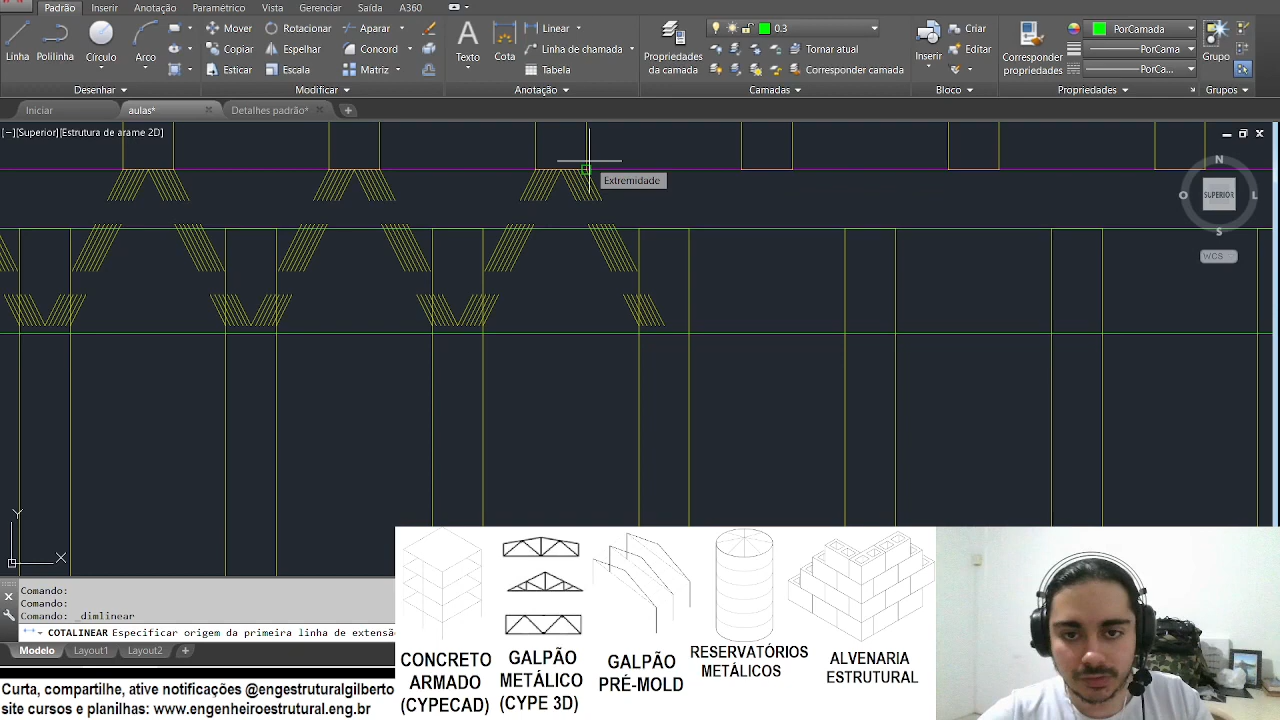 Padrão Inserir Anotação Paramétrico Vista Gerenciar Saída A360
Linha
Polilinha
Círculo
Arco
Mover
Rotacionar
Aparar
Copiar
Espelhar
Concord
Esticar
Escala
Matriz
Texto
Cota
Linear
Linha de chamada
Tabela
Propriedades
da camada
0.3
Tornar atual
Corresponder camada
Inserir
Criar
Editar
Corresponder
propriedades
PorCamada
PorCama
PorCa...
Grupo
Desenhar
Modificar
Anotação
Camadas
Bloco
Propriedades
Grupos
Iniciar
aulas*
Detalhes padrão*
[−][Superior][Estrutura de arame 2D]
Extremidade
N
O
SUPERIOR
L
S
WCS
Y
X
Comando:
Comando:
Comando: _dimlinear
COTALINEAR Especificar origem da primeira linha de extensã
Modelo
Layout1
Layout2
CONCRETO
ARMADO
(CYPECAD)
GALPÃO
METÁLICO
(CYPE 3D)
GALPÃO
PRÉ-MOLD
RESERVATÓRIOS
METÁLICOS
ALVENARIA
ESTRUTURAL
Curta, compartilhe, ative notificações @engestruturalgilberto
site cursos e planilhas: www.engenheiroestrutural.eng.br